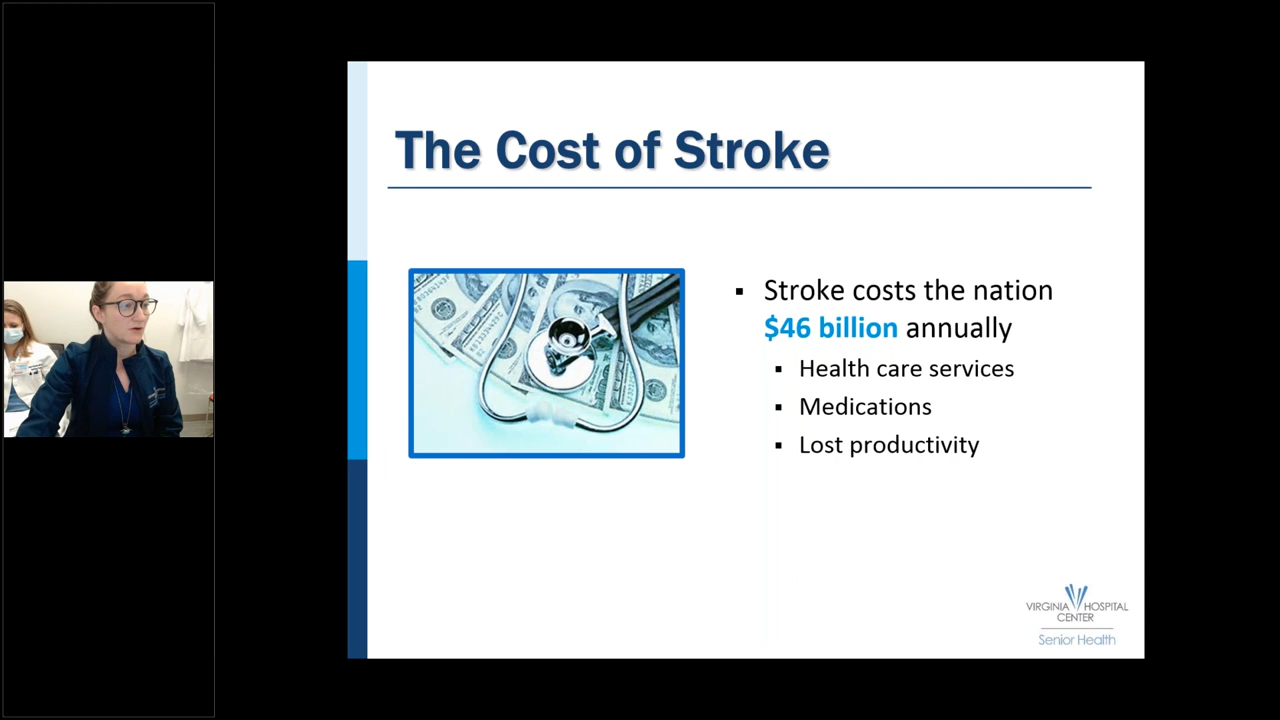 The Cost of Stroke
▪ Stroke costs the nation
$46 billion annually
▪ Health care services
▪ Medications
▪ Lost productivity
VIRGINIA HOSPITAL
CENTER
Senior Health